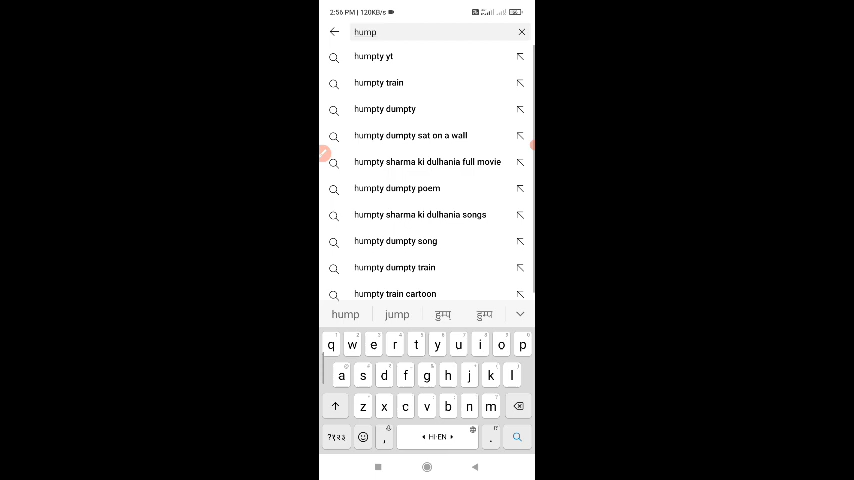 2:56 PM | 120KB/s
hump
humpty yt
humpty train
humpty dumpty
humpty dumpty sat on a wall
humpty sharma ki dulhania full movie
humpty dumpty poem
humpty sharma ki dulhania songs
humpty dumpty song
humpty dumpty train
humpty train cartoon
hump jump हुम्प् हुम्प
q w e r t y u i o p
a s d f g h j k l
z x c v b n m
?१२३ , HI-EN .